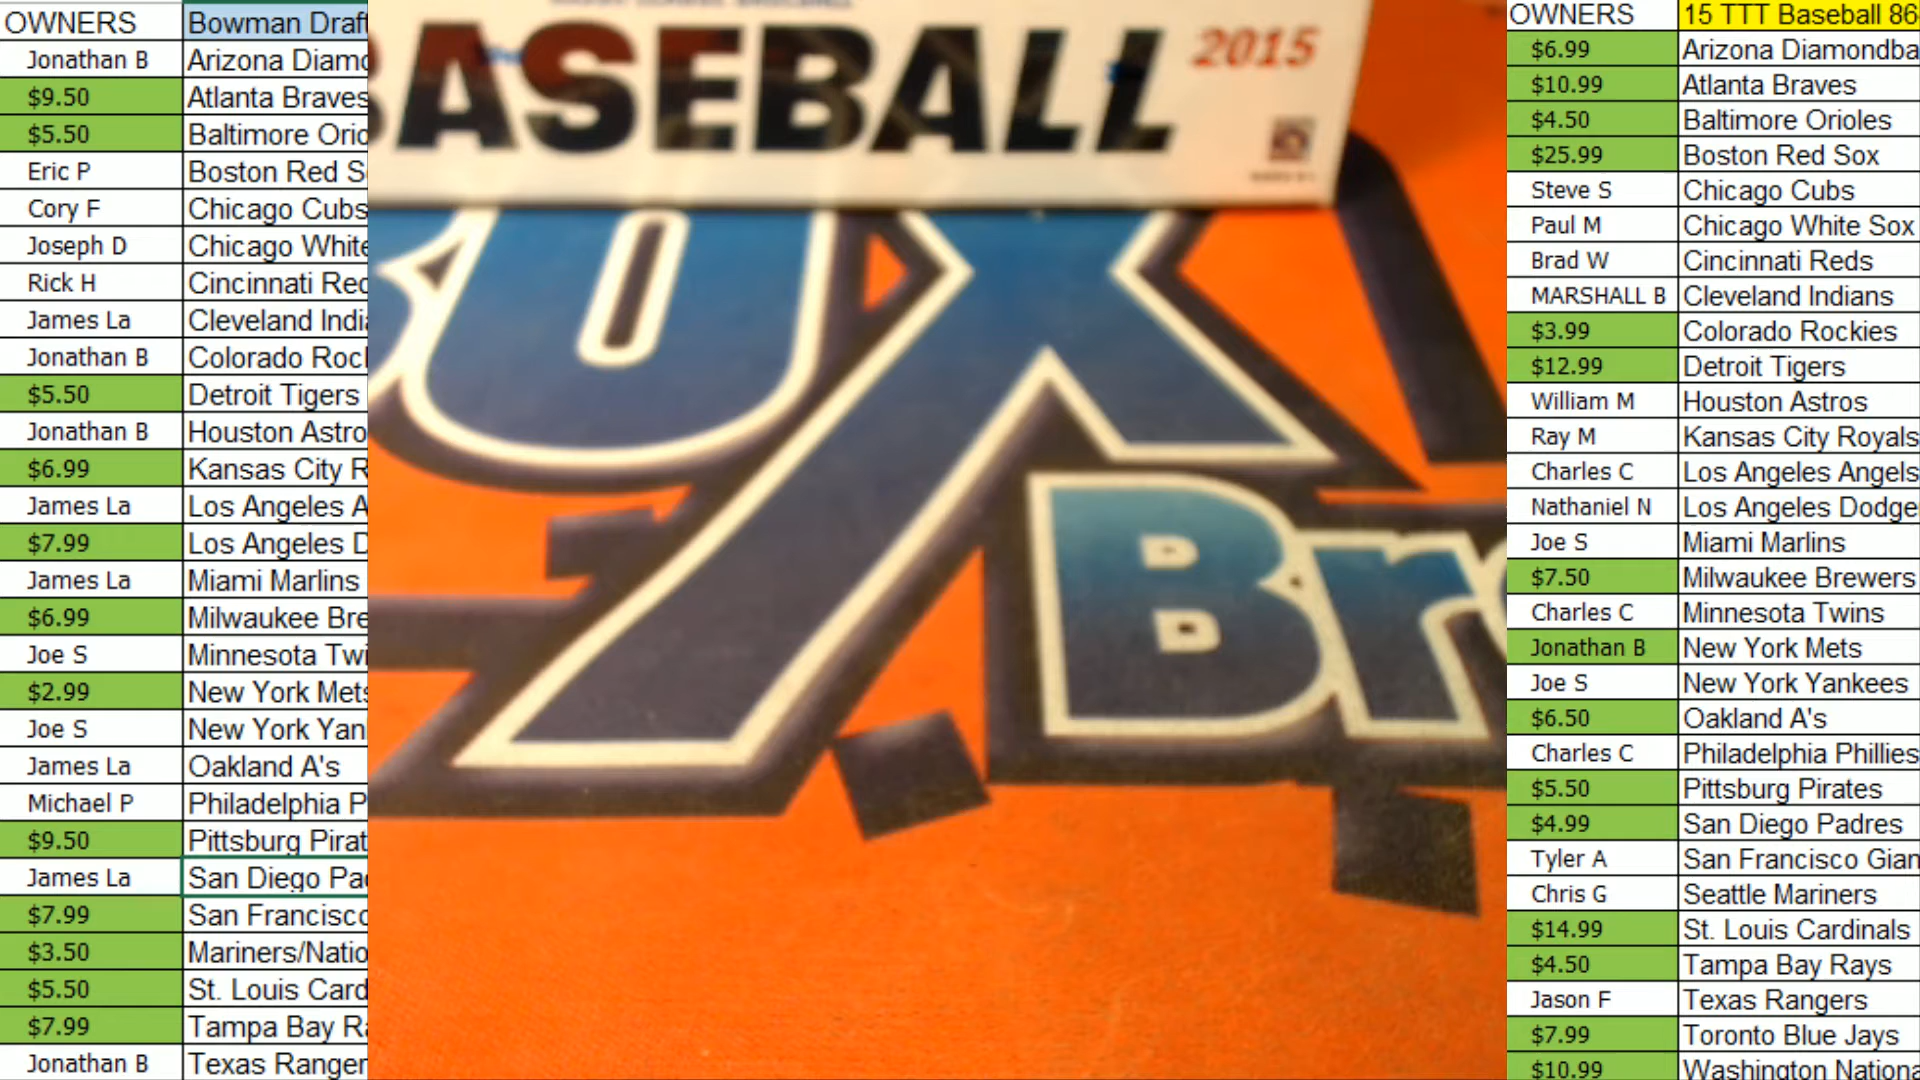 OWNERS Bowman Draft
Jonathan B Arizona Diamo
$9.50 Atlanta Braves
$5.50 Baltimore Orio
Eric P Boston Red S
Cory F Chicago Cubs
Joseph D Chicago White
Rick H Cincinnati Red
James La Cleveland Indi
Jonathan B Colorado Roc
$5.50 Detroit Tigers
Jonathan B Houston Astro
$6.99 Kansas City R
James La Los Angeles A
$7.99 Los Angeles D
James La Miami Marlins
$6.99 Milwaukee Bre
Joe S Minnesota Twi
$2.99 New York Mets
Joe S New York Yan
James La Oakland A's
Michael P Philadelphia P
$9.50 Pittsburg Pirat
James La San Diego Pa
$7.99 San Francisco
$3.50 Mariners/Natio
$5.50 St. Louis Card
$7.99 Tampa Bay R
Jonathan B Texas Ranger
BASEBALL 2015
OX
Br
OWNERS 15 TTT Baseball 86
$6.99 Arizona Diamondba
$10.99 Atlanta Braves
$4.50 Baltimore Orioles
$25.99 Boston Red Sox
Steve S Chicago Cubs
Paul M Chicago White Sox
Brad W Cincinnati Reds
MARSHALL B Cleveland Indians
$3.99 Colorado Rockies
$12.99 Detroit Tigers
William M Houston Astros
Ray M Kansas City Royals
Charles C Los Angeles Angels
Nathaniel N Los Angeles Dodge
Joe S Miami Marlins
$7.50 Milwaukee Brewers
Charles C Minnesota Twins
Jonathan B New York Mets
Joe S New York Yankees
$6.50 Oakland A's
Charles C Philadelphia Phillies
$5.50 Pittsburg Pirates
$4.99 San Diego Padres
Tyler A San Francisco Gian
Chris G Seattle Mariners
$14.99 St. Louis Cardinals
$4.50 Tampa Bay Rays
Jason F Texas Rangers
$7.99 Toronto Blue Jays
$10.99 Washington Nationa